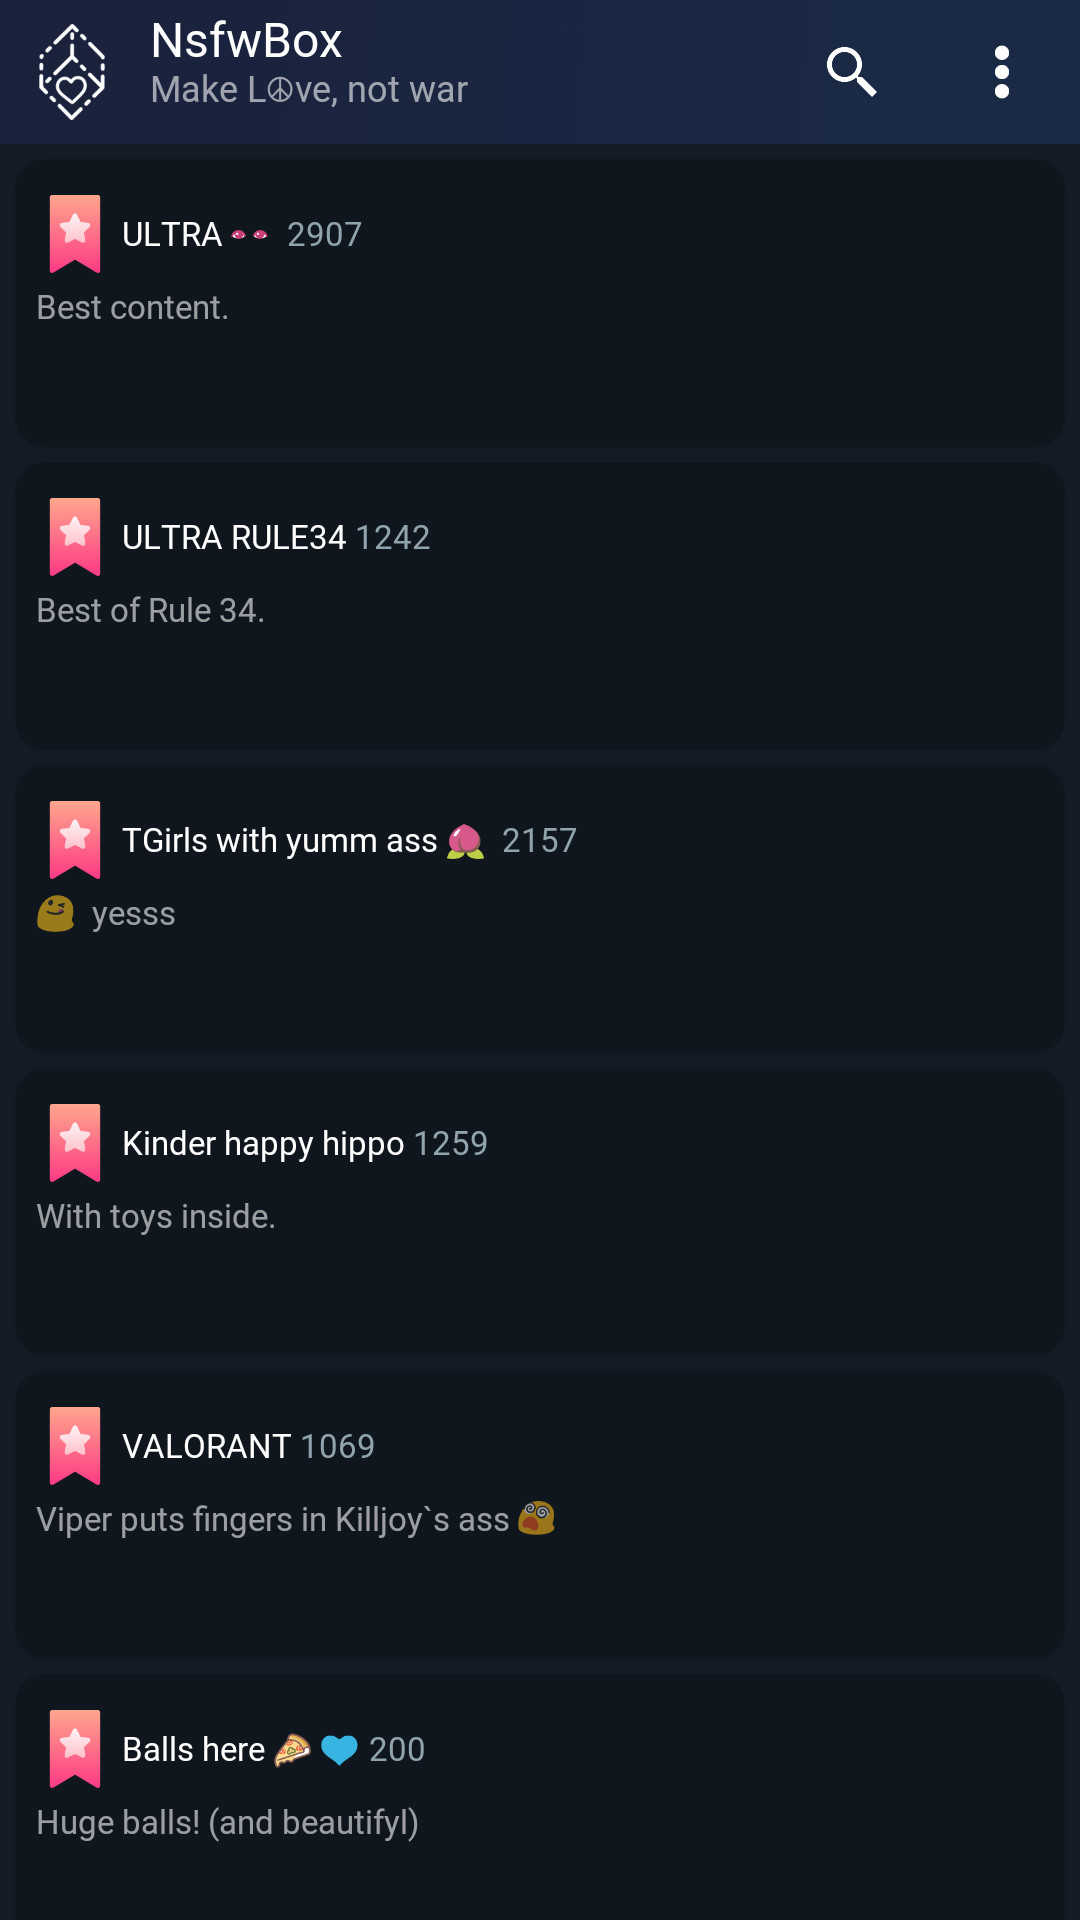 NsfwBox
Make L☮ve, not war
ULTRA 👀 2907
Best content.
ULTRA RULE34 1242
Best of Rule 34.
TGirls with yumm ass 🍑 2157
😉 yesss
Kinder happy hippo 1259
With toys inside.
VALORANT 1069
Viper puts fingers in Killjoy`s ass 😵
Balls here 🍕💙 200
Huge balls! (and beautifyl)